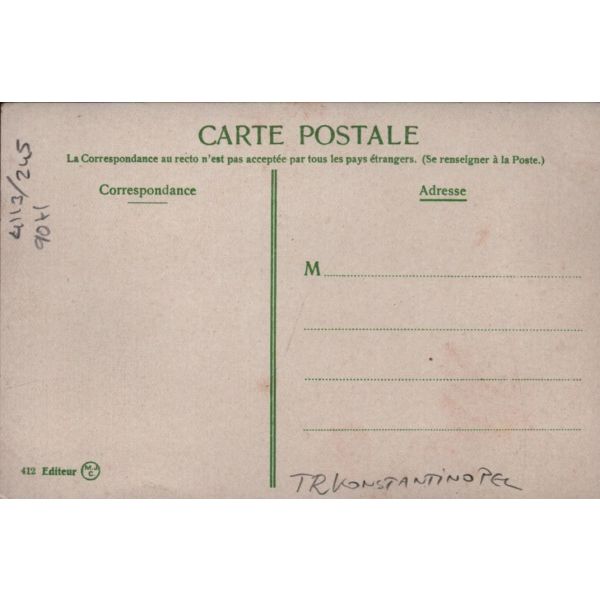 CARTE POSTALE
La Correspondance au recto n'est pas acceptée par tous les pays étrangers. (Se renseigner à la Poste.)
Correspondance
Adresse
M
412 Editeur M.J.C.
TR KONSTANTINOPEL
4113/245